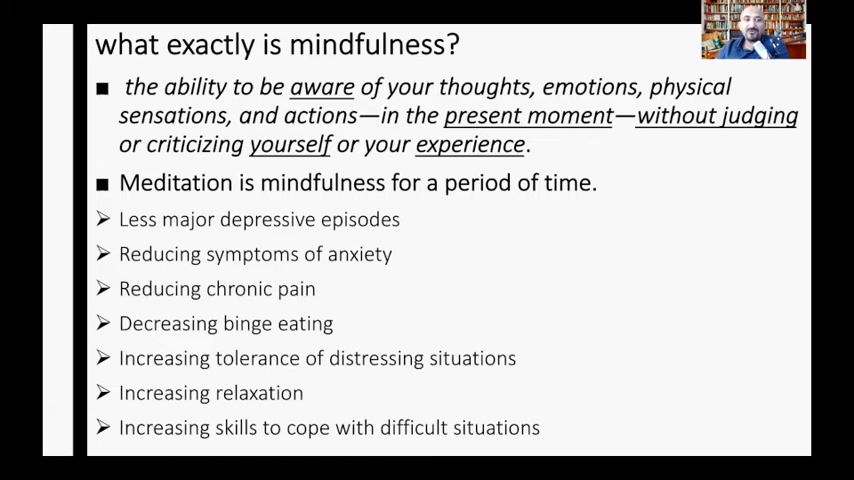 what exactly is mindfulness?
■ the ability to be aware of your thoughts, emotions, physical
sensations, and actions—in the present moment—without judging
or criticizing yourself or your experience.
■ Meditation is mindfulness for a period of time.
➢ Less major depressive episodes
➢ Reducing symptoms of anxiety
➢ Reducing chronic pain
➢ Decreasing binge eating
➢ Increasing tolerance of distressing situations
➢ Increasing relaxation
➢ Increasing skills to cope with difficult situations